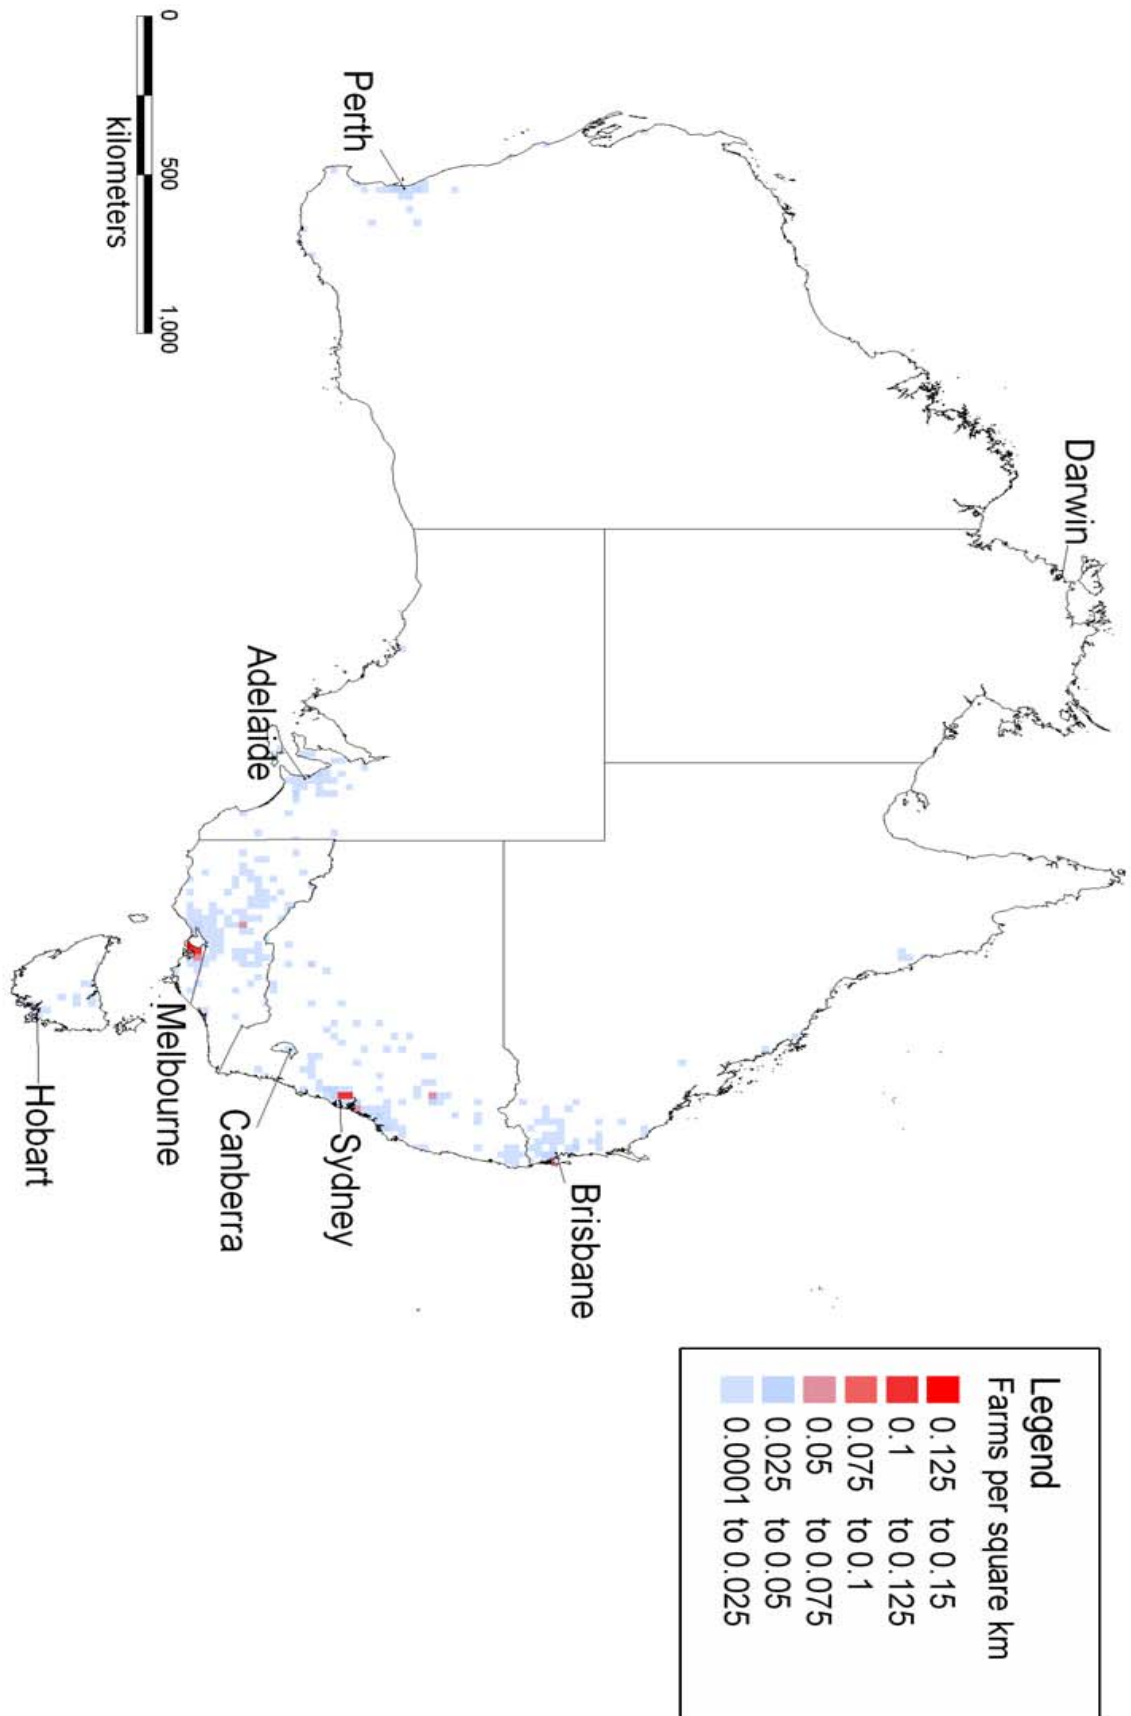 Darwin
Perth
Adelaide
Brisbane
Sydney
Canberra
Melbourne
Hobart
0 500 1,000
kilometers
Legend
Farms per square km
0.125 to 0.15
0.1 to 0.125
0.075 to 0.1
0.05 to 0.075
0.025 to 0.05
0.0001 to 0.025